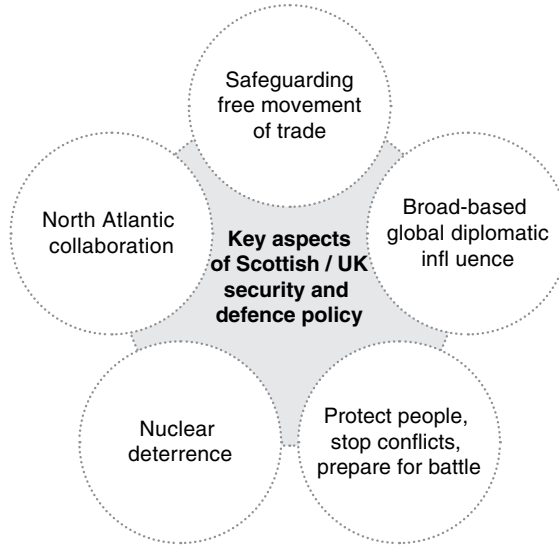 Safeguarding
free movement
of trade
North Atlantic
collaboration
Broad-based
global diplomatic
infl uence
Key aspects
of Scottish / UK
security and
defence policy
Nuclear
deterrence
Protect people,
stop conflicts,
prepare for battle